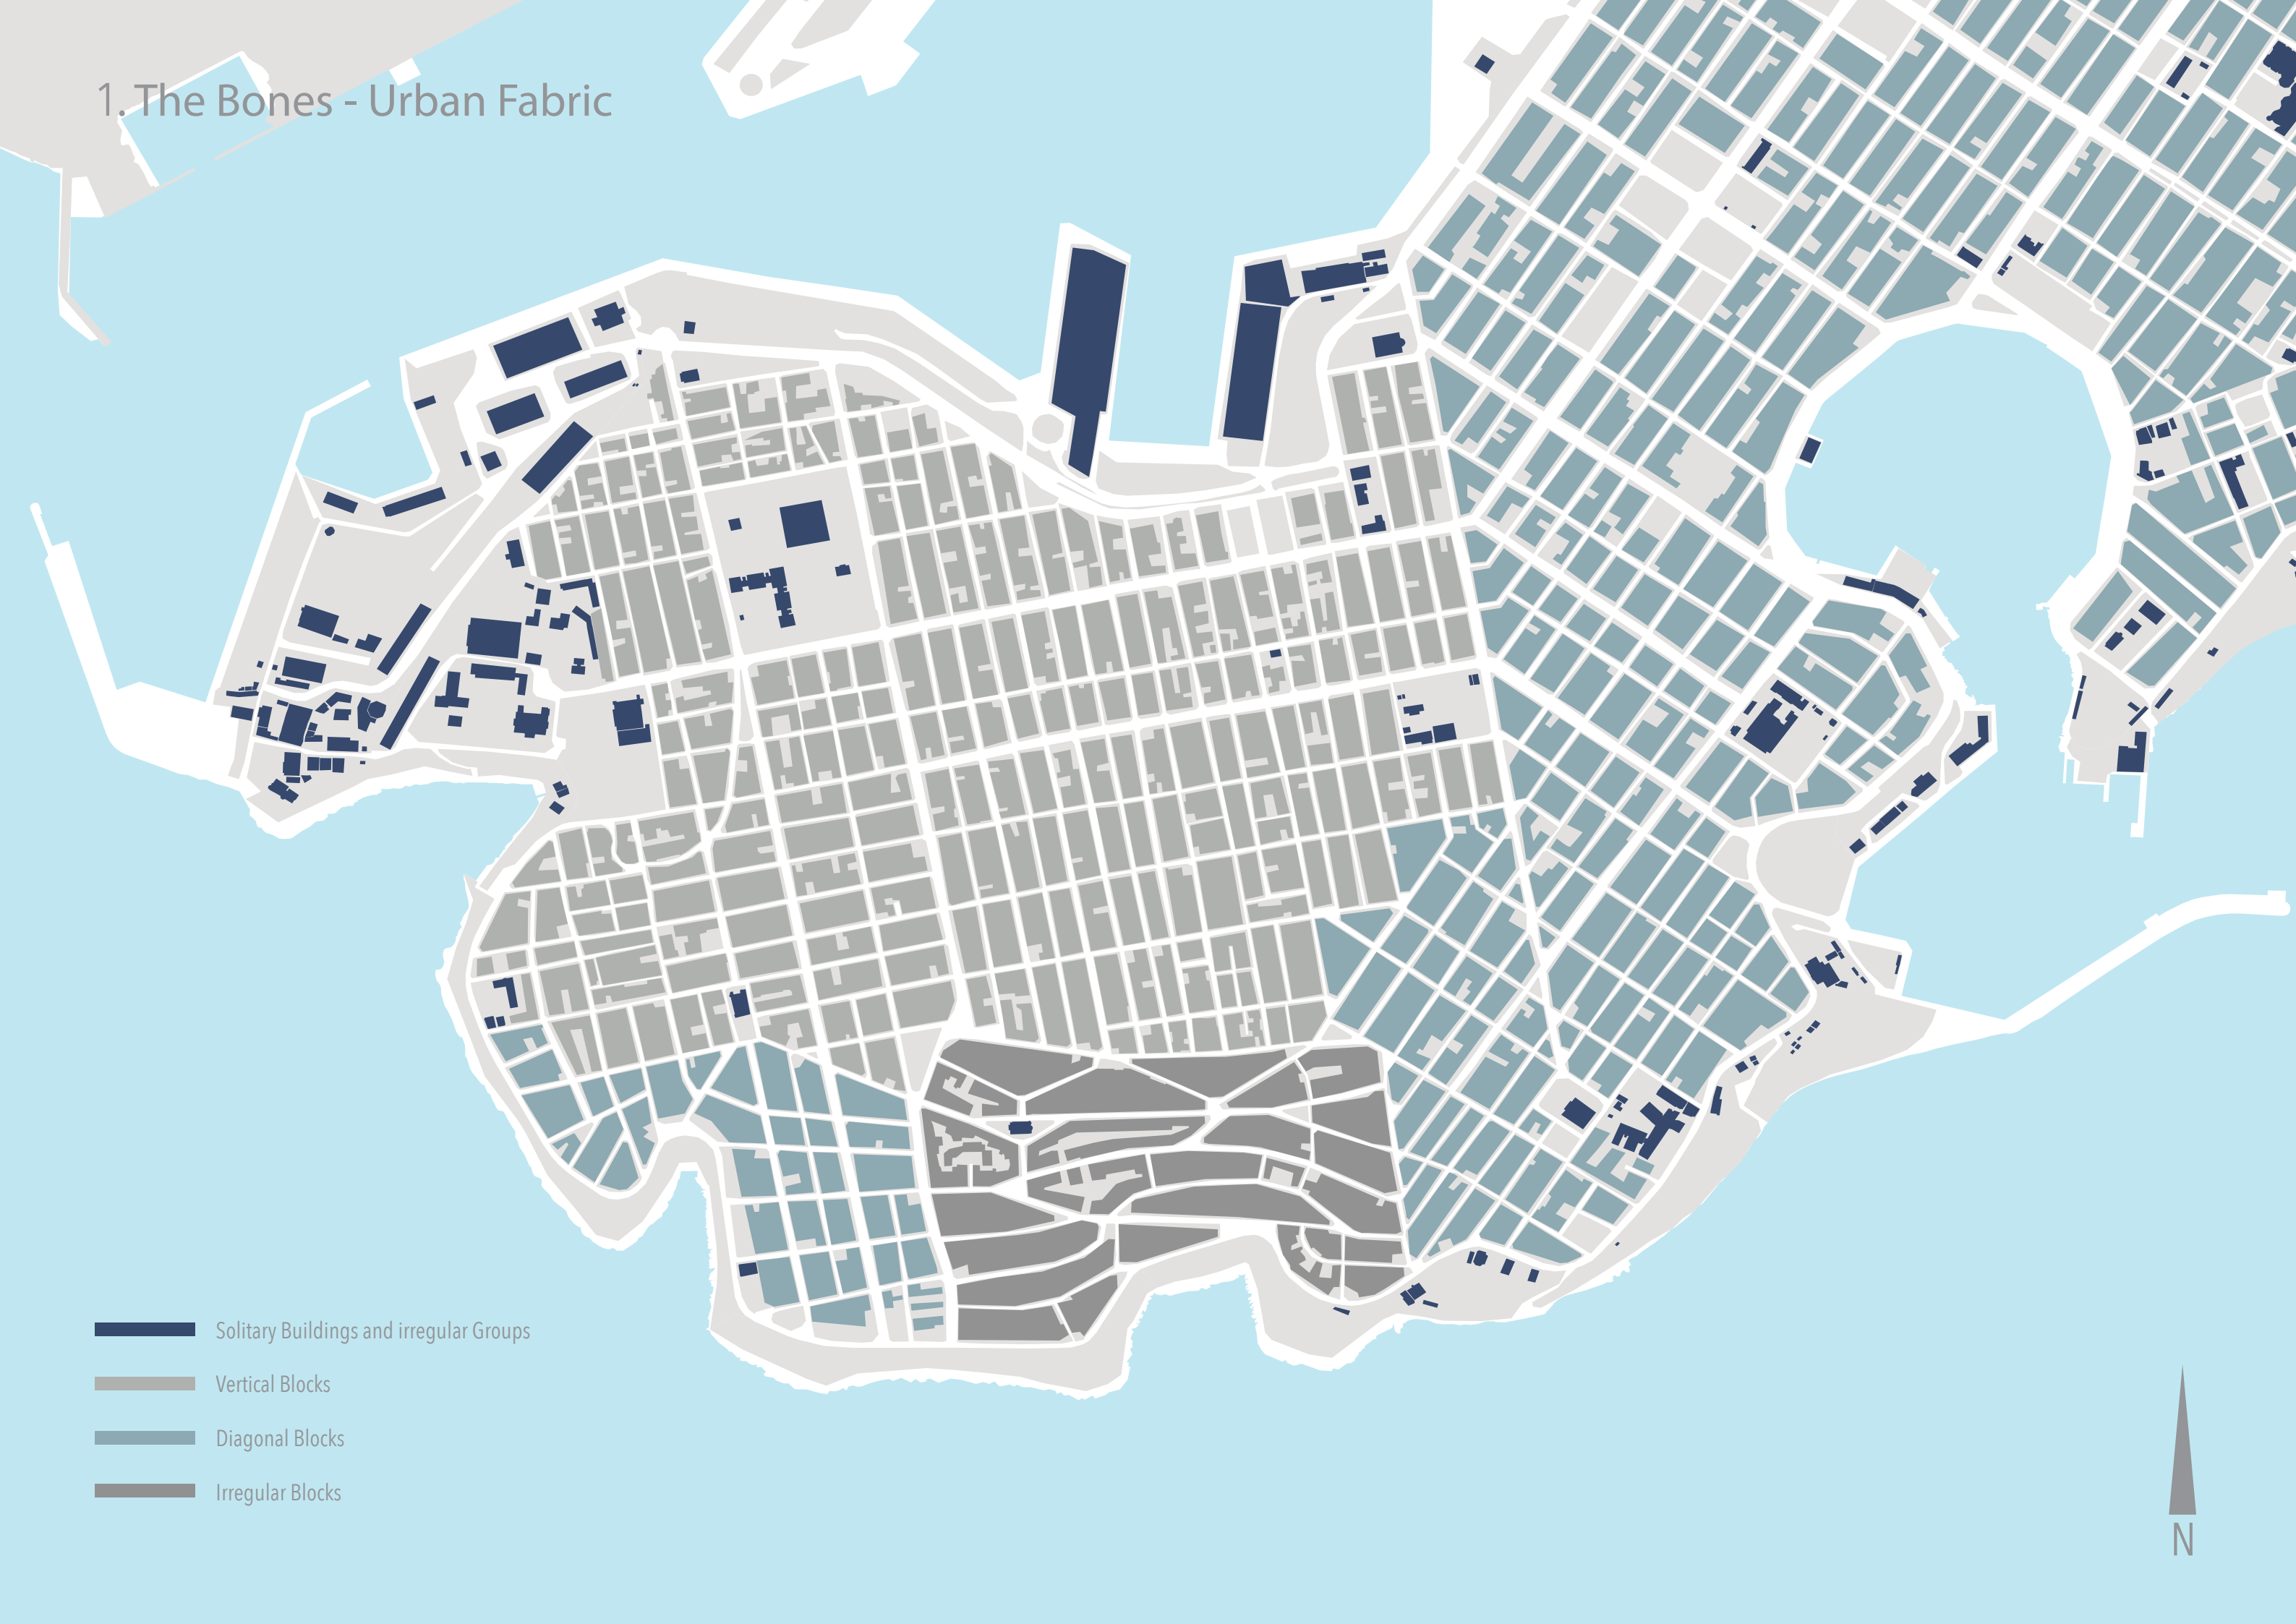 1. The Bones - Urban Fabric
Solitary Buildings and irregular Groups
Vertical Blocks
Diagonal Blocks
Irregular Blocks
N